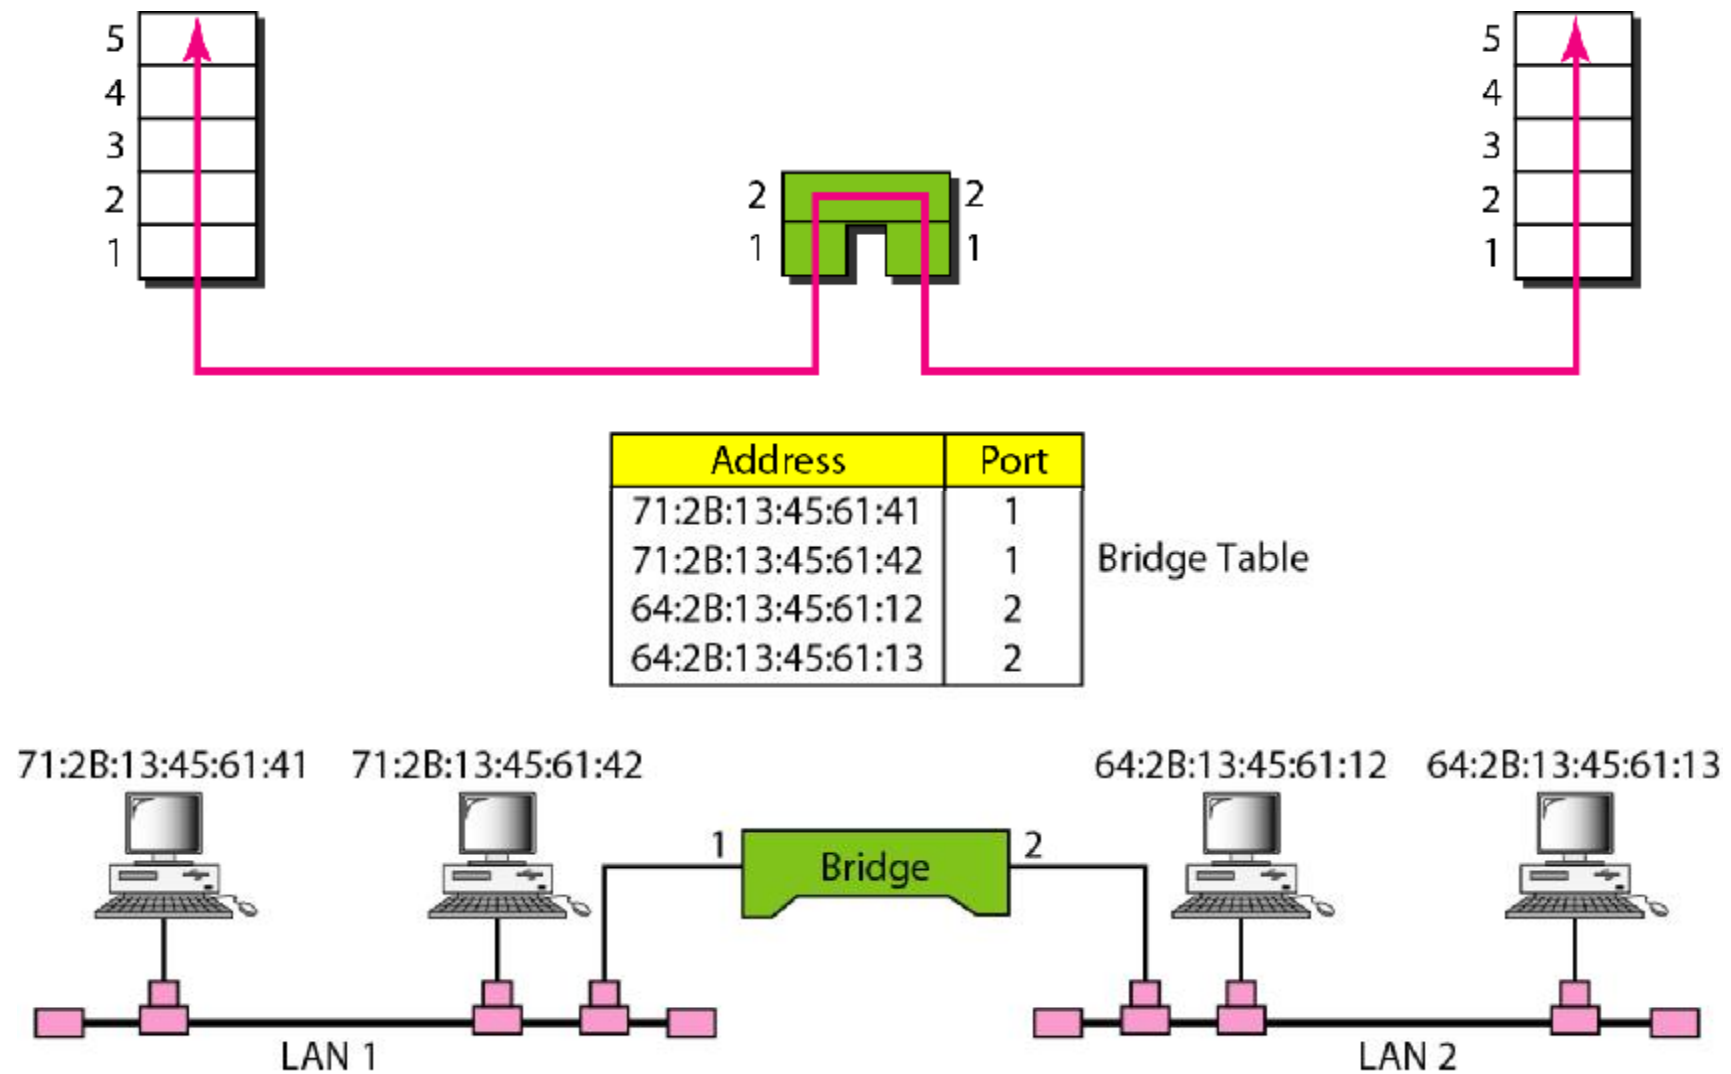 5 5
4 4
3 3
2 2 2 2
1 1 1 1
Address Port
71:2B:13:45:61:41 1
71:2B:13:45:61:42 1
64:2B:13:45:61:12 2
64:2B:13:45:61:13 2
Bridge Table
71:2B:13:45:61:41 71:2B:13:45:61:42 64:2B:13:45:61:12 64:2B:13:45:61:13
1 Bridge 2
LAN 1 LAN 2